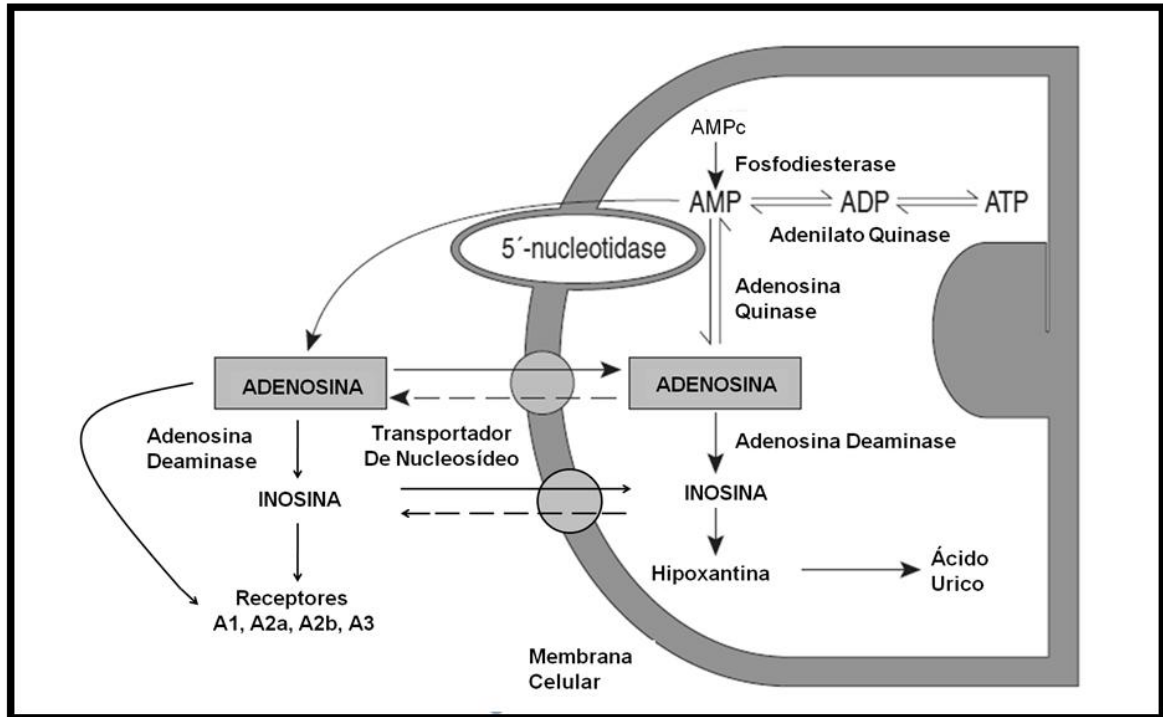 AMPc
Fosfodiesterase
AMP
ADP
ATP
Adenilato Quinase
5´-nucleotidase
Adenosina
Quinase
ADENOSINA
ADENOSINA
Adenosina
Deaminase
Transportador
De Nucleosídeo
Adenosina Deaminase
INOSINA
INOSINA
Hipoxantina
Ácido
Urico
Receptores
A1, A2a, A2b, A3
Membrana
Celular